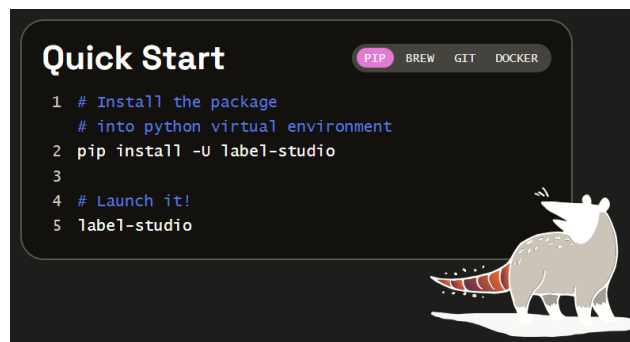 Quick Start
PIP BREW GIT DOCKER
1 # Install the package
# into python virtual environment
2 pip install -U label-studio
3
4 # Launch it!
5 label-studio